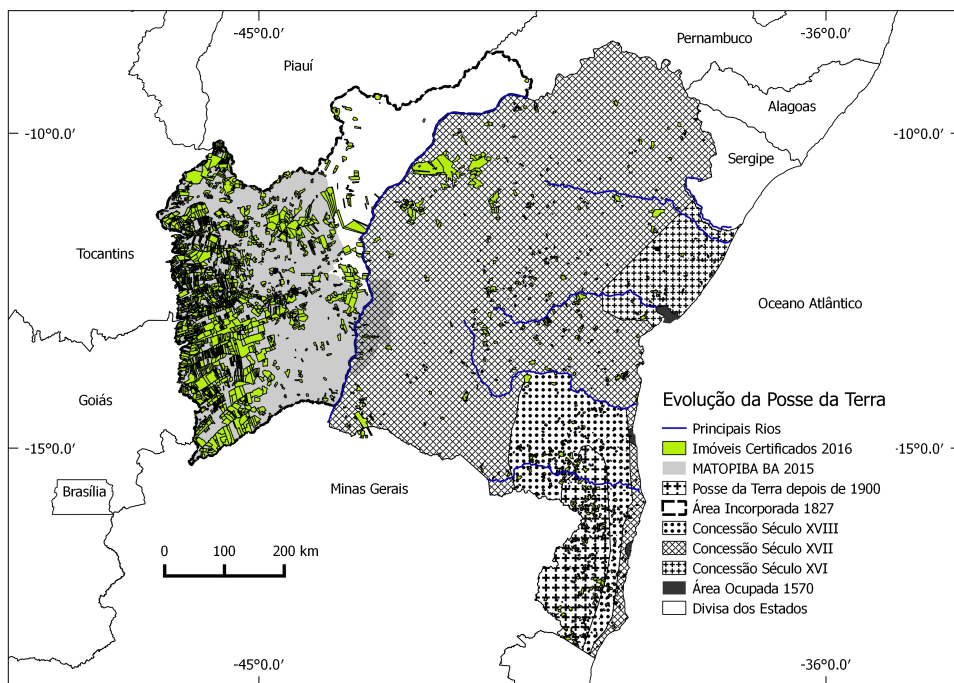 -45°0.0′
-36°0.0′
Pernambuco
Piauí
Alagoas
-10°0.0′
-10°0.0′
Sergipe
Tocantins
Oceano Atlântico
Goiás
Evolução da Posse da Terra
Principais Rios
Imóveis Certificados 2016
-15°0.0′
-15°0.0′
MATOPIBA BA 2015
Brasília
Minas Gerais
Posse da Terra depois de 1900
Área Incorporada 1827
Concessão Século XVIII
Concessão Século XVII
Concessão Século XVI
Área Ocupada 1570
Divisa dos Estados
0 100 200 km
-45°0.0′
-36°0.0′